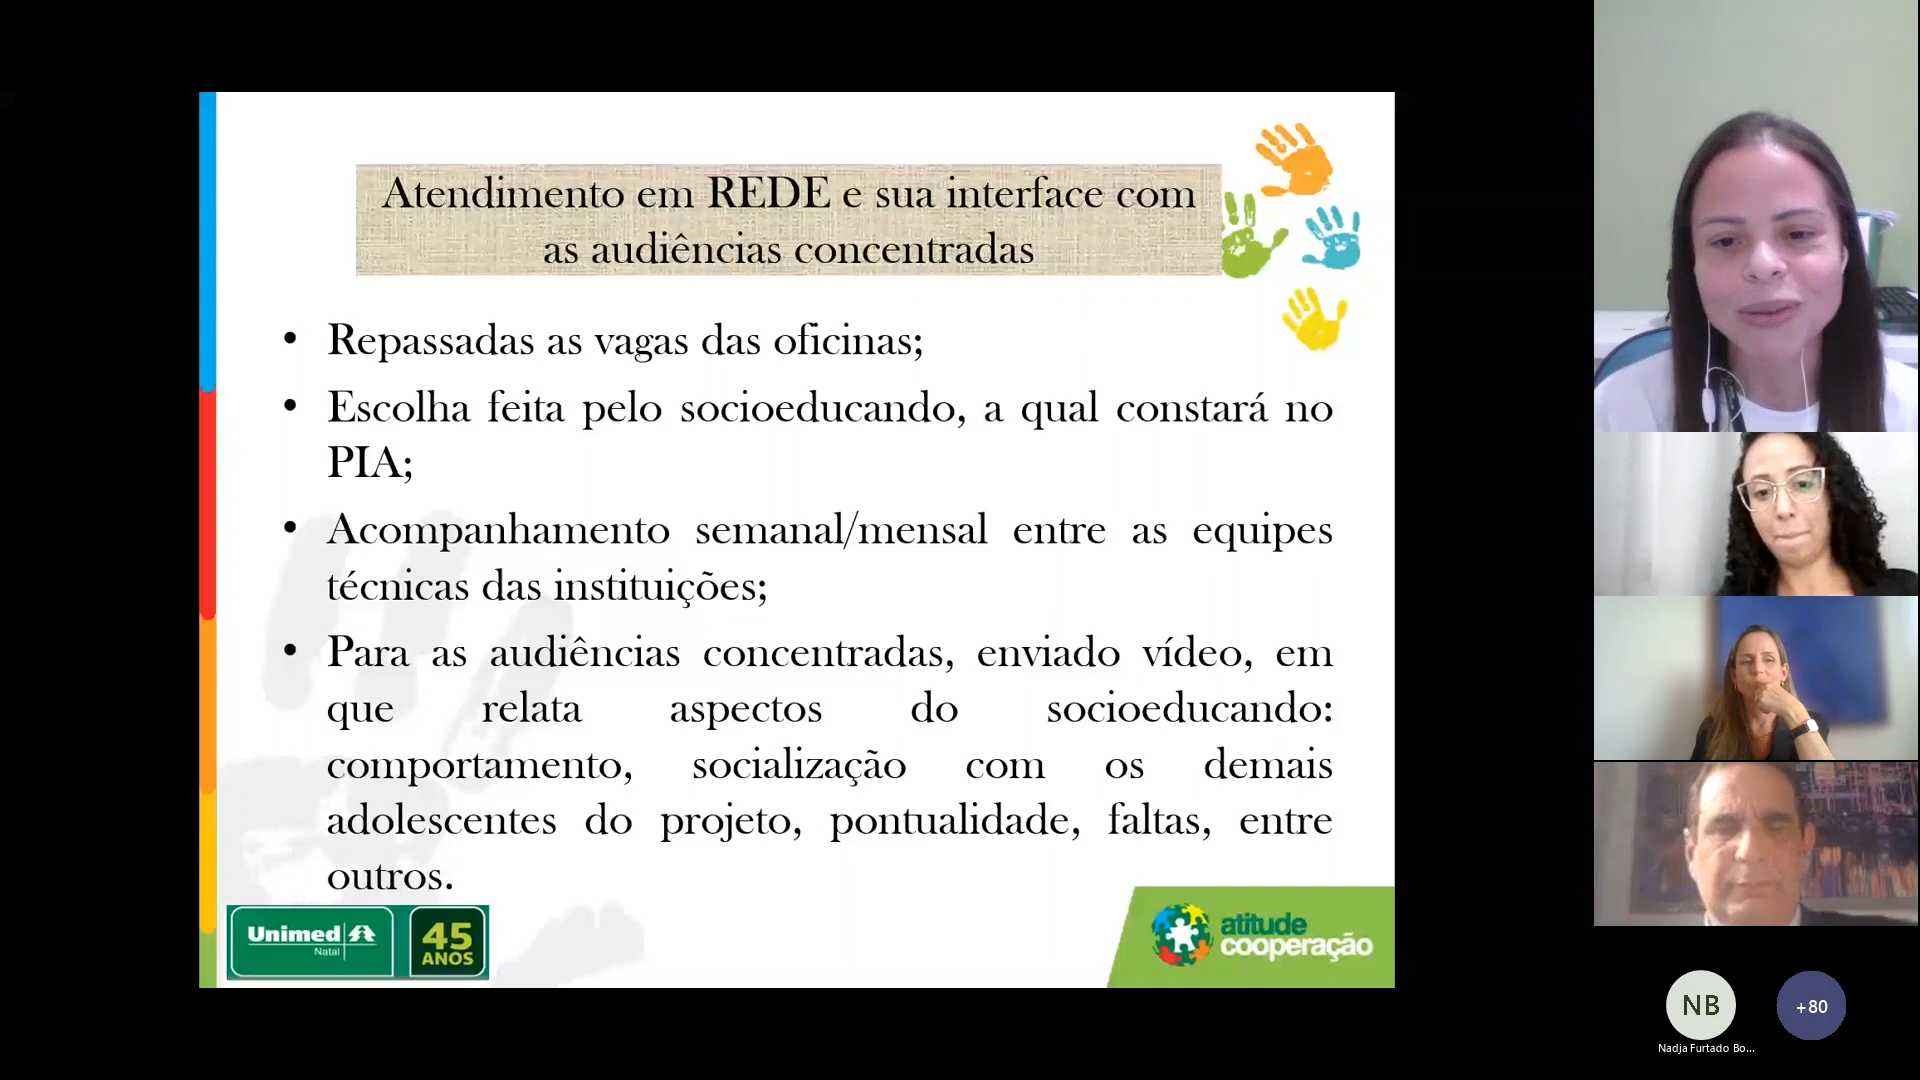 Atendimento em REDE e sua interface com
as audiências concentradas
• Repassadas as vagas das oficinas;
• Escolha feita pelo socioeducando, a qual constará no
PIA;
• Acompanhamento semanal/mensal entre as equipes
técnicas das instituições;
• Para as audiências concentradas, enviado vídeo, em
que relata aspectos do socioeducando:
comportamento, socialização com os demais
adolescentes do projeto, pontualidade, faltas, entre
outros.
Unimed
Natal
45
ANOS
atitude
cooperação
NB
+80
Nadja Furtado Bo...